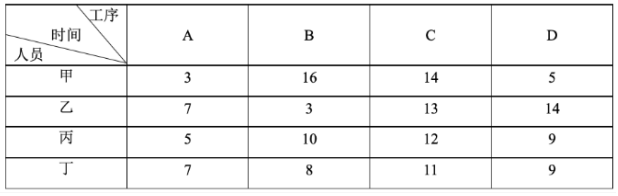 工序
时间
人员
A B C D
甲 3 16 14 5
乙 7 3 13 14
丙 5 10 12 9
丁 7 8 11 9